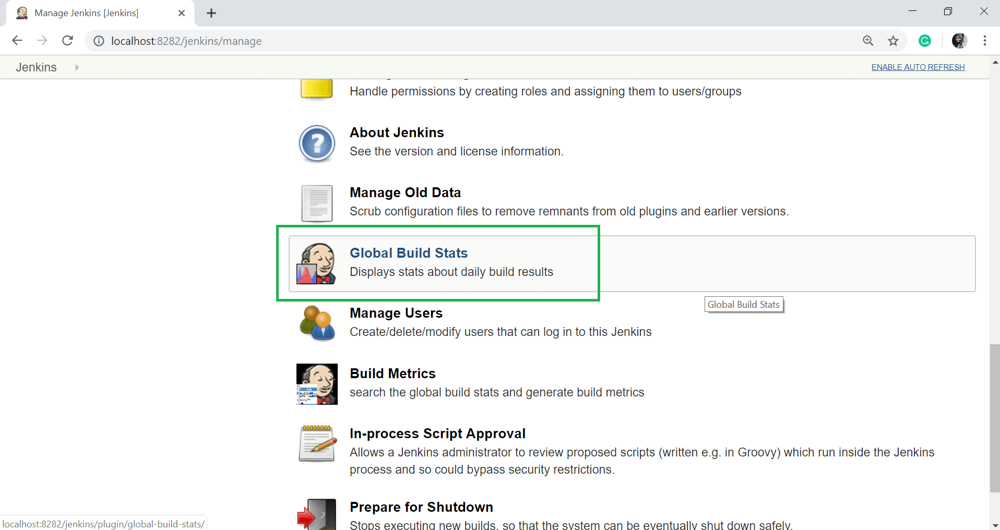 Manage Jenkins [Jenkins]
localhost:8282/jenkins/manage
Jenkins
ENABLE AUTO REFRESH
Handle permissions by creating roles and assigning them to users/groups
About Jenkins
See the version and license information.
Manage Old Data
Scrub configuration files to remove remnants from old plugins and earlier versions.
Global Build Stats
Displays stats about daily build results
Global Build Stats
Manage Users
Create/delete/modify users that can log in to this Jenkins
Build Metrics
search the global build stats and generate build metrics
In-process Script Approval
Allows a Jenkins administrator to review proposed scripts (written e.g. in Groovy) which run inside the Jenkins
process and so could bypass security restrictions.
Prepare for Shutdown
Stops executing new builds, so that the system can be eventually shut down safely.
localhost:8282/jenkins/plugin/global-build-stats/